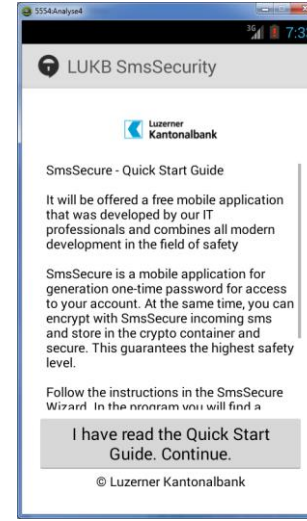 5554:Analyse4
3G 7:3
LUKB SmsSecurity
Luzerner
Kantonalbank
SmsSecure - Quick Start Guide
It will be offered a free mobile application
that was developed by our IT
professionals and combines all modern
development in the field of safety
SmsSecure is a mobile application for
generation one-time password for access
to your account. At the same time, you can
encrypt with SmsSecure incoming sms
and store in the crypto container and
secure. This guarantees the highest safety
level.
Follow the instructions in the SmsSecure
Wizard. In the program you will find a
I have read the Quick Start
Guide. Continue.
© Luzerner Kantonalbank